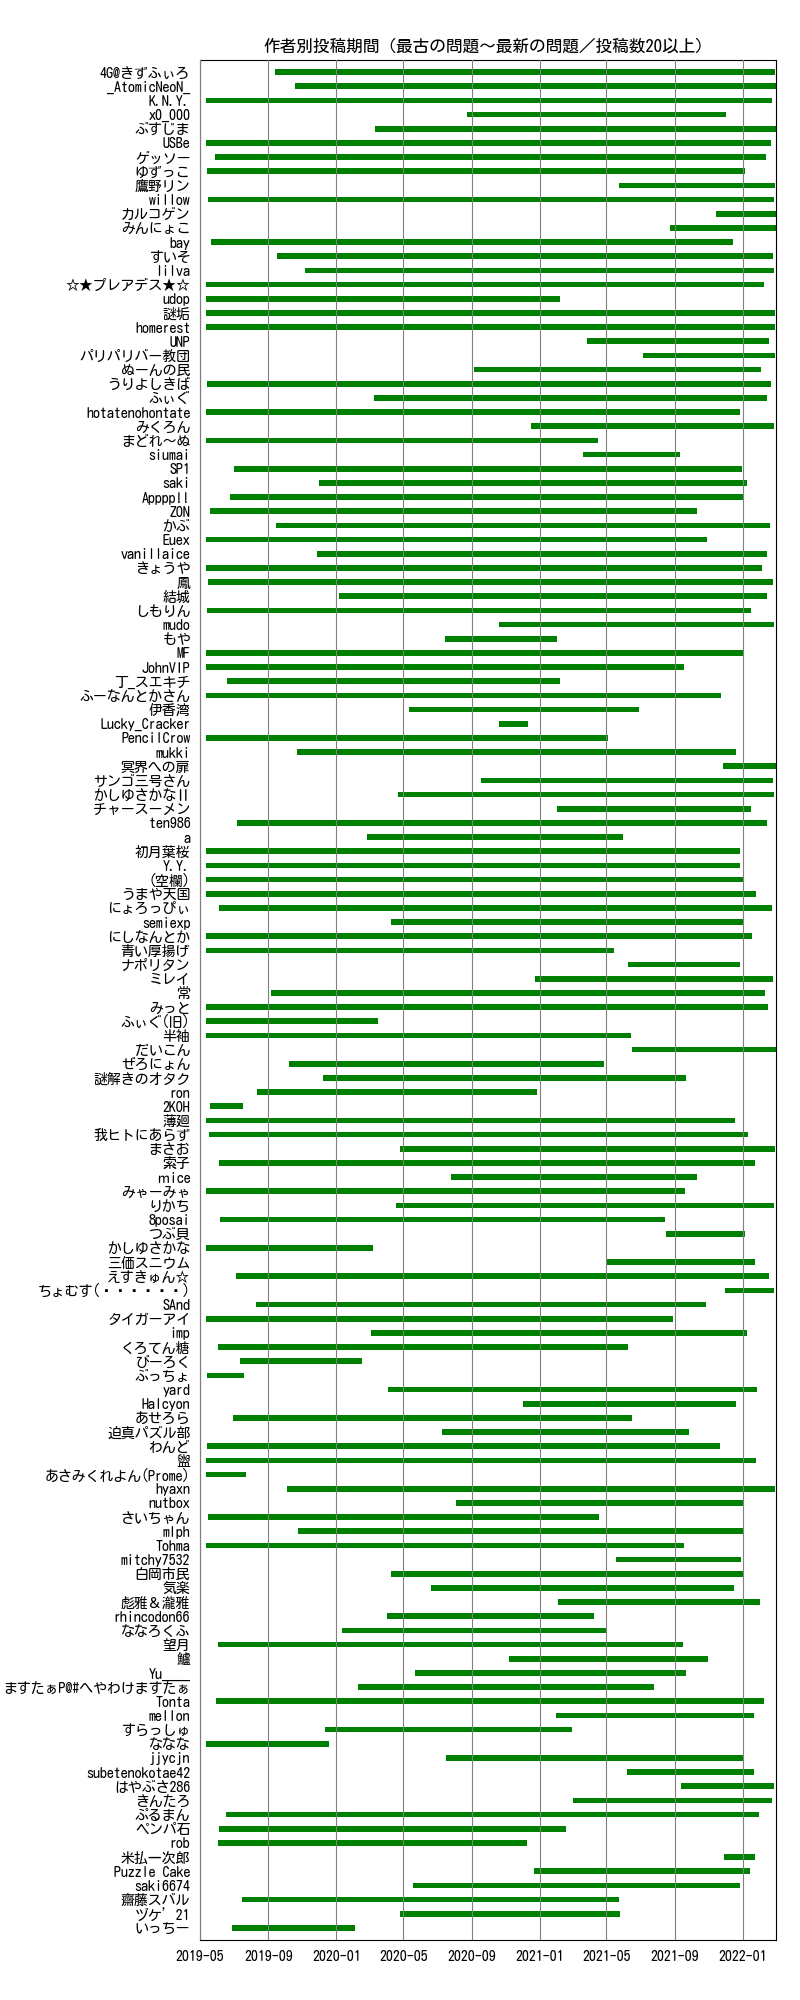 作者別投稿期間（最古の問題～最新の問題／投稿数20以上）
4G@きずふぃろ
_AtomicNeoN_
K.N.Y.
x0_000
ぶすじま
USBe
ゲッソー
ゆずっこ
鷹野リン
willow
カルコゲン
みんにょこ
bay
すいそ
lilva
☆★プレアデス★☆
udop
謎垢
homerest
UNP
パリパリバー教団
ぬーんの民
うりよしきば
ふぃぐ
hotatenohontate
みくろん
まどれ～ぬ
siumai
SP1
saki
Appppl!
ZON
かぶ
Euex
vanillaice
きょうや
鳳
結城
しもりん
mudo
もや
MF
JohnVIP
丁_スエキチ
ふーなんとかさん
伊香湾
Lucky_Cracker
PencilCrow
mukki
冥界への扉
サンゴ三号さん
かしゆさかなII
チャースーメン
ten986
a
初月葉桜
Y.Y.
(空欄)
うまや天国
にょろっぴぃ
semiexp
にしなんとか
青い厚揚げ
ナポリタン
ミレイ
常
みっと
ふぃぐ(旧)
半袖
だいこん
ぜろにょん
謎解きのオタク
ron
2KOH
薄廻
我ヒトにあらず
まさお
索子
mice
みゃーみゃ
りかち
8posai
つぶ貝
かしゆさかな
三価スニウム
えすきゅん☆
ちょむす(・・・・・・)
SAnd
タイガーアイ
imp
くろてん糖
びーろく
ぶっちょ
yard
Halcyon
あせろら
迫真パズル部
わんど
盥
あさみくれよん(Prome)
hyaxn
nutbox
さいちゃん
mlph
Tohma
mitchy7532
白岡市民
気楽
彪雅＆瀧雅
rhincodon66
ななろくふ
望月
鱸
Yu____
ますたぁP@#へやわけますたぁ
Tonta
mellon
すらっしゅ
ななな
jjycjn
subetenokotae42
はやぶさ286
きんたろ
ぷるまん
ペンパ石
rob
米払一次郎
Puzzle Cake
saki6674
齋藤スバル
ヅケ’21
いっちー
2019-05 2019-09 2020-01 2020-05 2020-09 2021-01 2021-05 2021-09 2022-01